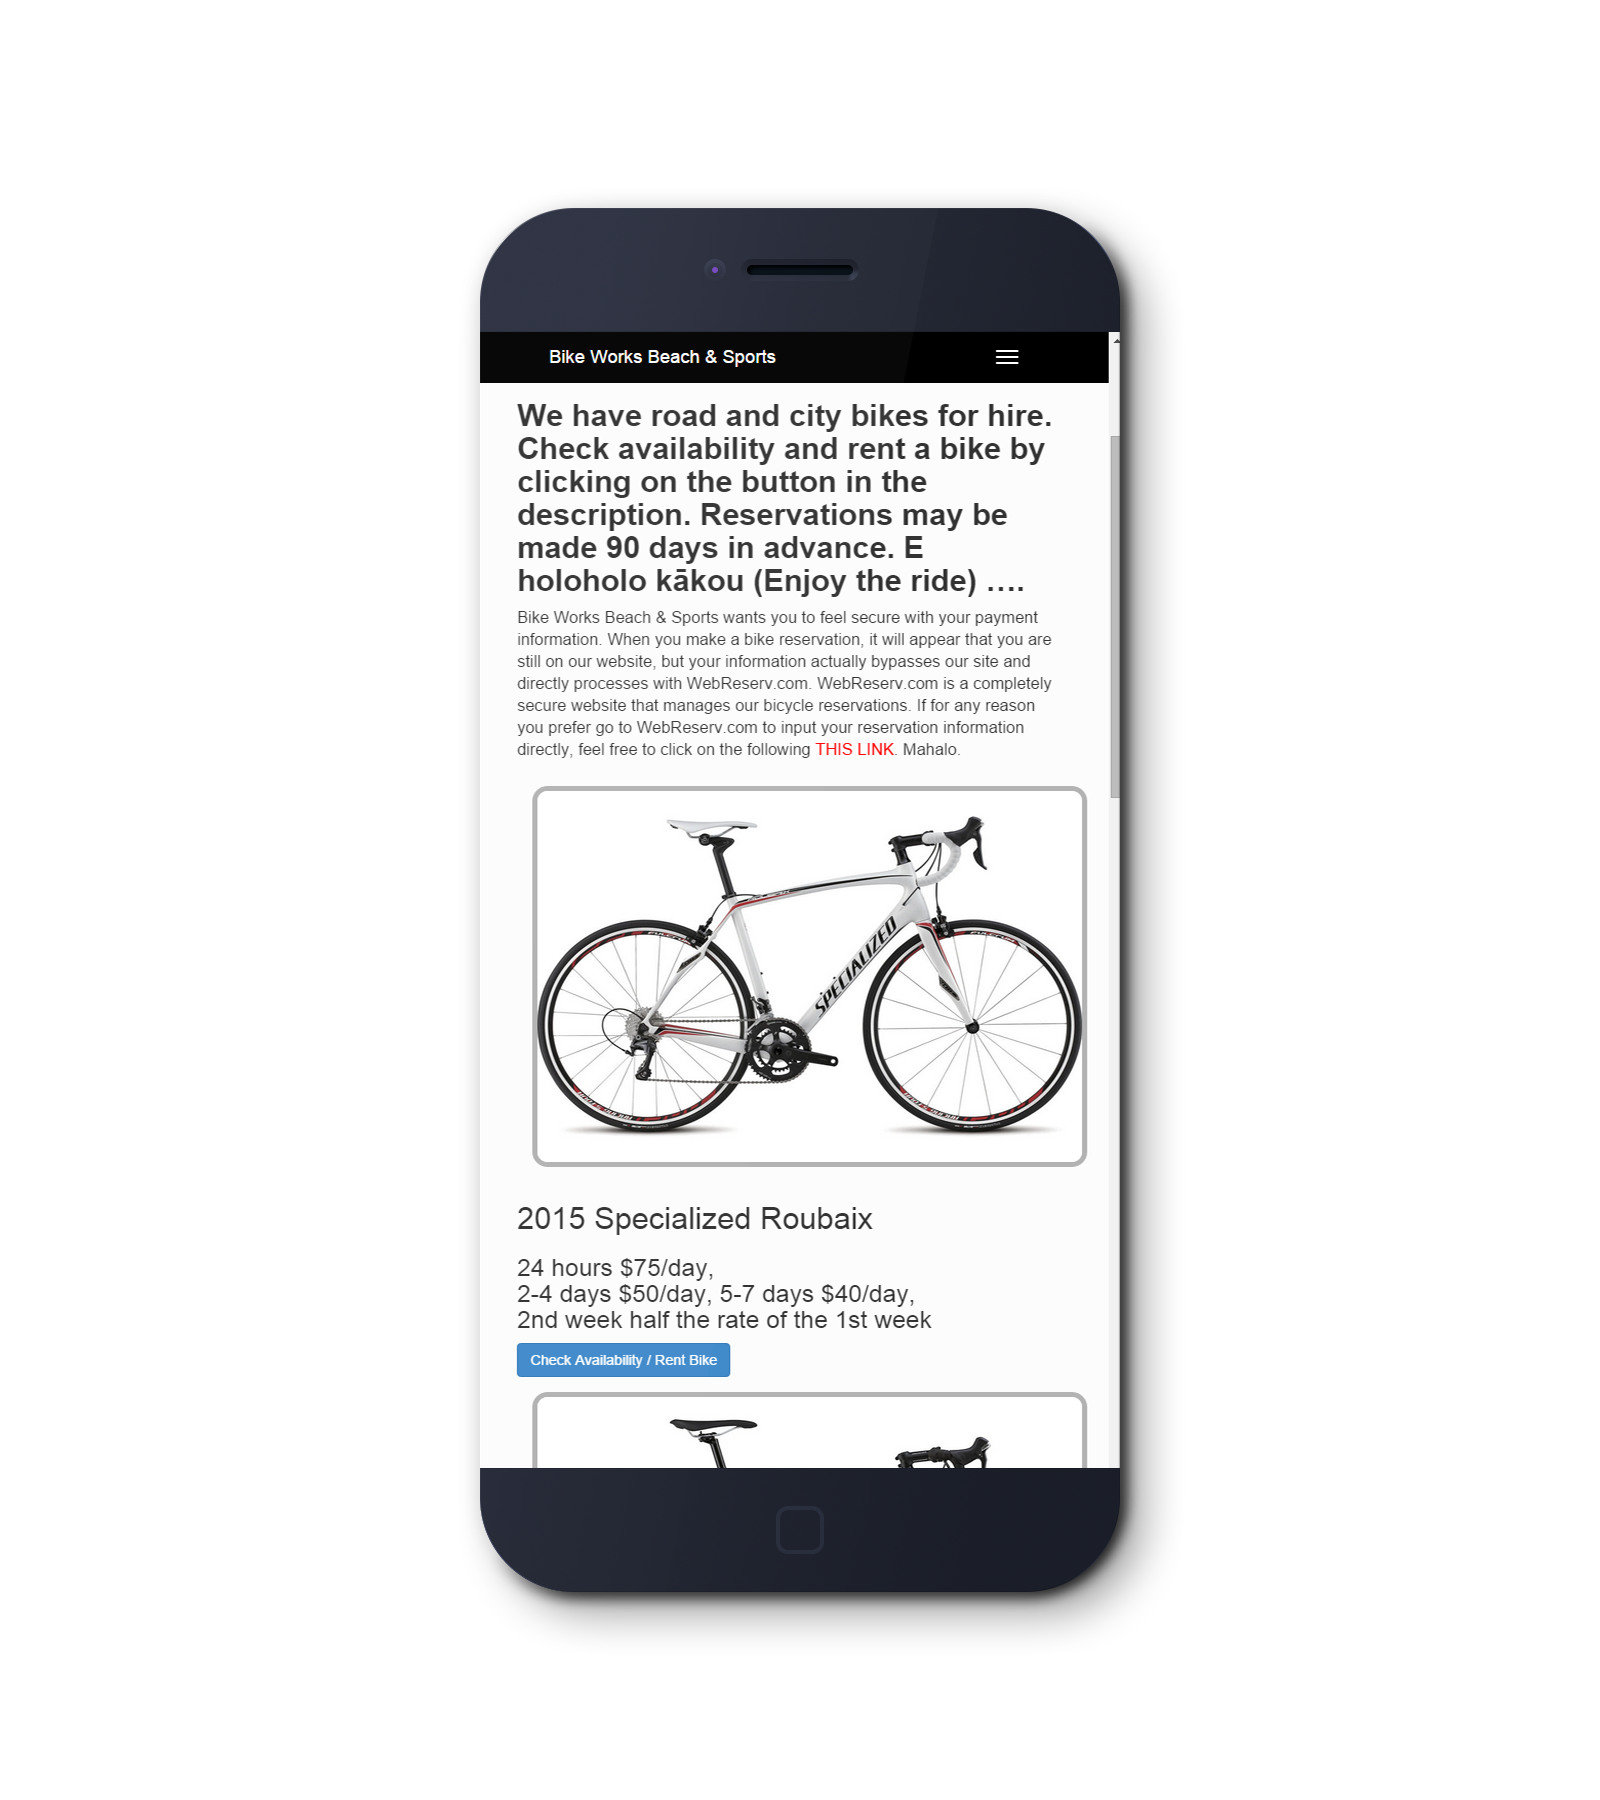 Bike Works Beach & Sports
We have road and city bikes for hire.
Check availability and rent a bike by
clicking on the button in the
description. Reservations may be
made 90 days in advance. E
holoholo kākou (Enjoy the ride) ....
Bike Works Beach & Sports wants you to feel secure with your payment
information. When you make a bike reservation, it will appear that you are
still on our website, but your information actually bypasses our site and
directly processes with WebReserv.com. WebReserv.com is a completely
secure website that manages our bicycle reservations. If for any reason
you prefer go to WebReserv.com to input your reservation information
directly, feel free to click on the following THIS LINK. Mahalo.
SPECIALIZED
2015 Specialized Roubaix
24 hours $75/day,
2-4 days $50/day, 5-7 days $40/day,
2nd week half the rate of the 1st week
Check Availability / Rent Bike